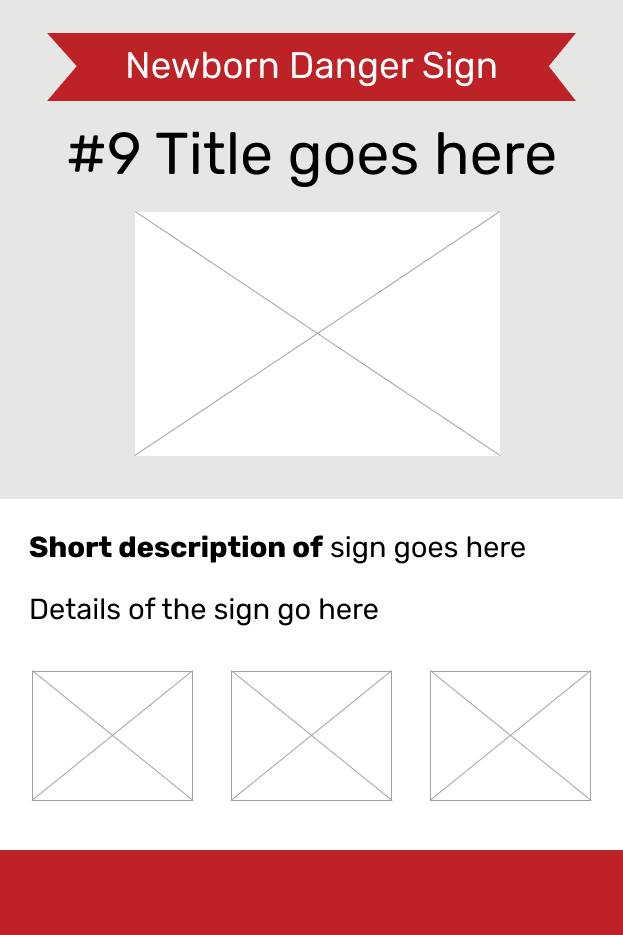 Newborn Danger Sign
#9 Title goes here
Short description of sign goes here
Details of the sign go here